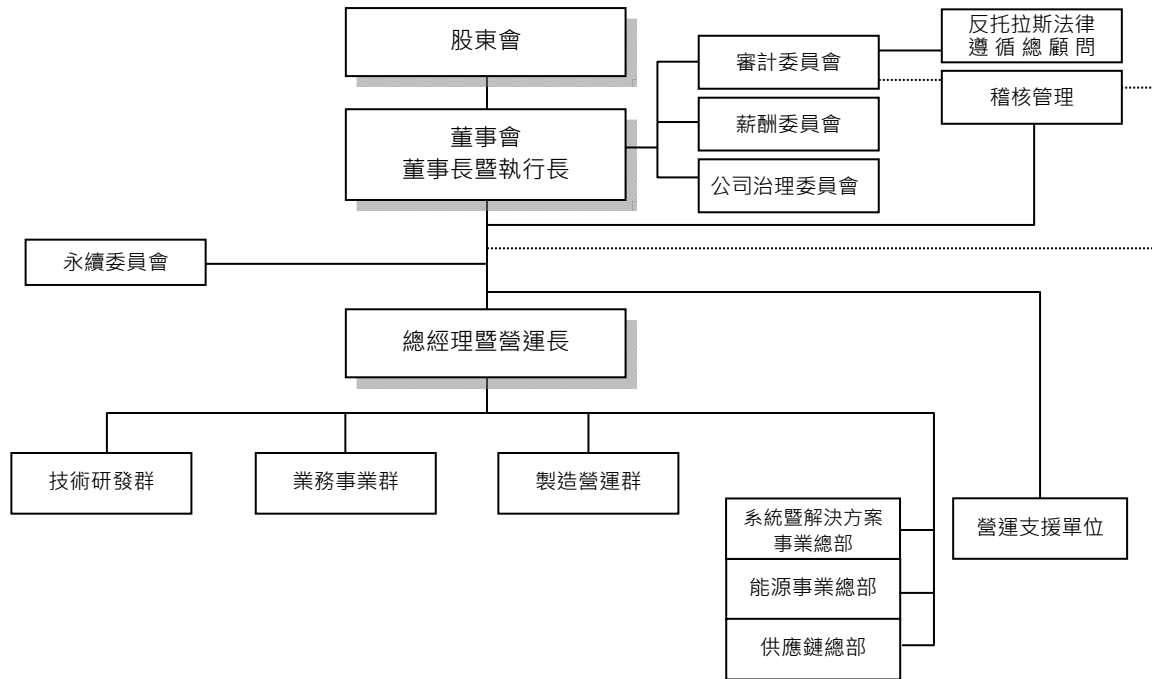 股東會
董事會
董事長暨執行長
審計委員會
薪酬委員會
公司治理委員會
反托拉斯法律
遵循總顧問
稽核管理
永續委員會
總經理暨營運長
技術研發群
業務事業群
製造營運群
系統暨解決方案
事業總部
能源事業總部
供應鏈總部
營運支援單位